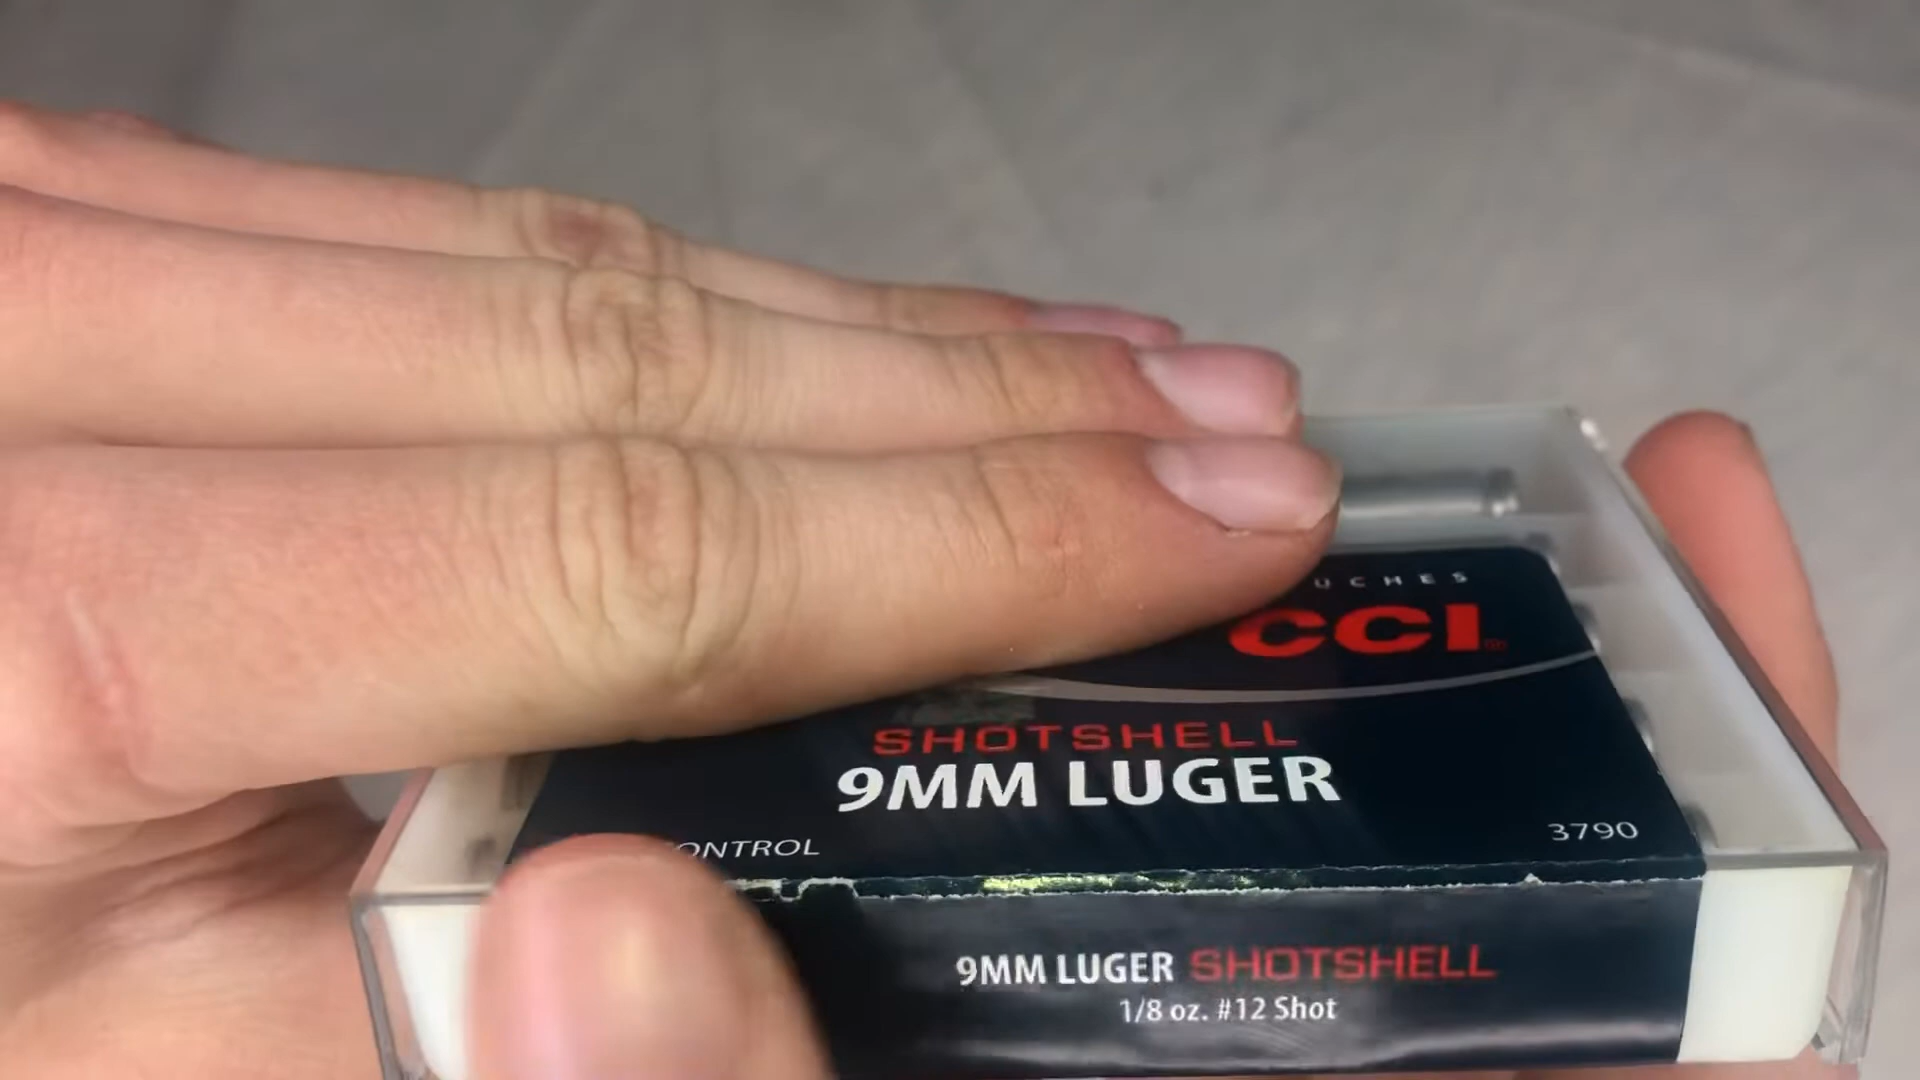 CCI
SHOTSHELL
9MM LUGER
3790
9MM LUGER SHOTSHELL
1/8 oz. #12 Shot